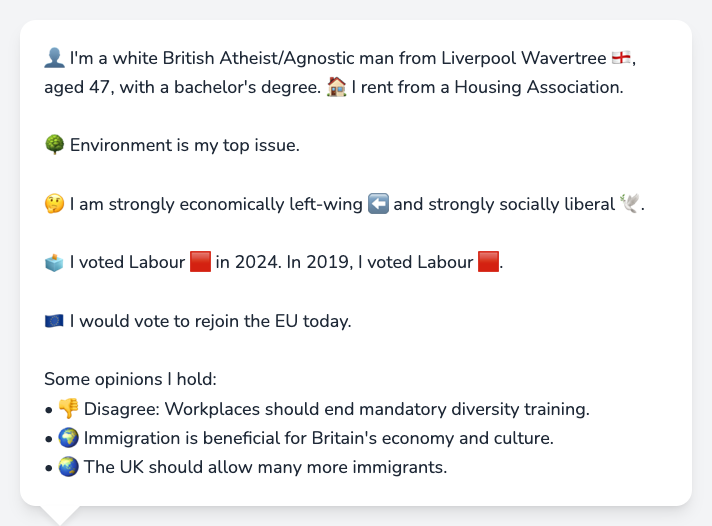 👤 I'm a white British Atheist/Agnostic man from Liverpool Wavertree 🏴󠁧󠁢󠁥󠁮󠁧󠁿,
aged 47, with a bachelor's degree. 🏠 I rent from a Housing Association.
🌳 Environment is my top issue.
🤔 I am strongly economically left-wing ⬅️ and strongly socially liberal 🕊️.
🗳️ I voted Labour 🟥 in 2024. In 2019, I voted Labour 🟥.
🇪🇺 I would vote to rejoin the EU today.
Some opinions I hold:
• 👎 Disagree: Workplaces should end mandatory diversity training.
• 🌍 Immigration is beneficial for Britain's economy and culture.
• 🌏 The UK should allow many more immigrants.